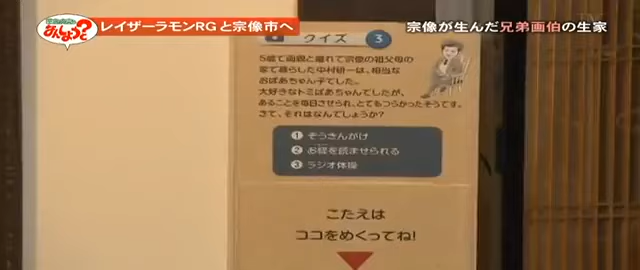 レイザーラモンRGと宗像市へ
宗像が生んだ兄弟画伯の生家
クイズ 3
5歳で両親と離れて宗像の祖父母の
家で暮らした中村研一は、相当な
おばあちゃん子でした。
大好きなトミばあちゃんでしたが、
あることを毎日させられ、とてもつらかったそうです。
さて、それはなんでしょうか?
1 ぞうきんがけ
2 お経を読ませられる
3 ラジオ体操
こたえは
ココをめくってね!